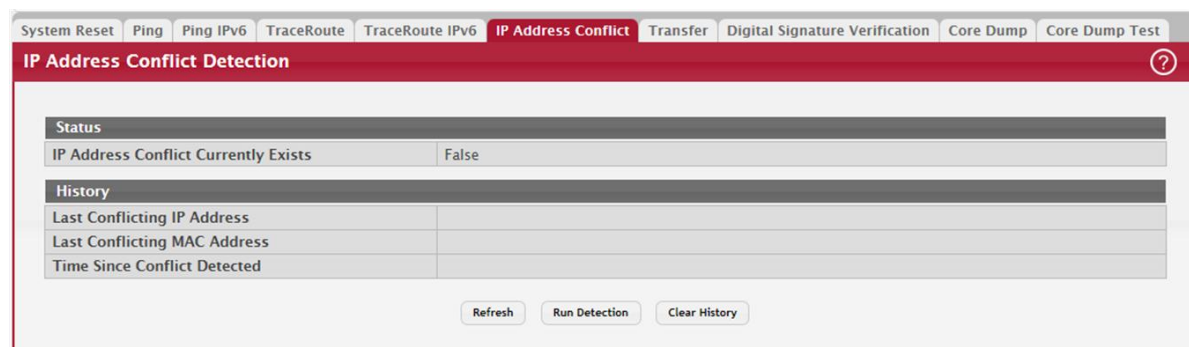 System Reset Ping Ping IPv6 TraceRoute TraceRoute IPv6 IP Address Conflict Transfer Digital Signature Verification Core Dump Core Dump Test
IP Address Conflict Detection ?
Status
IP Address Conflict Currently Exists False
History
Last Conflicting IP Address
Last Conflicting MAC Address
Time Since Conflict Detected
Refresh Run Detection Clear History